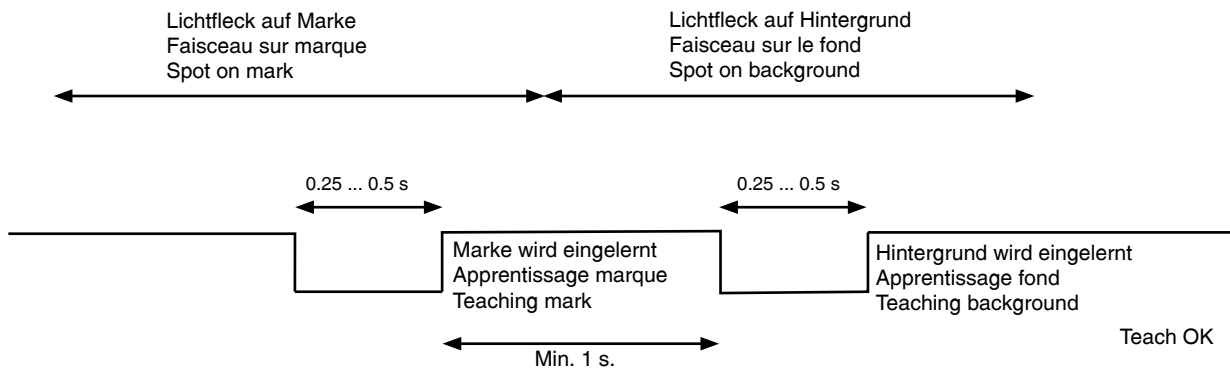 Lichtfleck auf Marke
Faisceau sur marque
Spot on mark
Lichtfleck auf Hintergrund
Faisceau sur le fond
Spot on background
0.25 ... 0.5 s
0.25 ... 0.5 s
Marke wird eingelernt
Apprentissage marque
Teaching mark
Hintergrund wird eingelernt
Apprentissage fond
Teaching background
Teach OK
Min. 1 s.